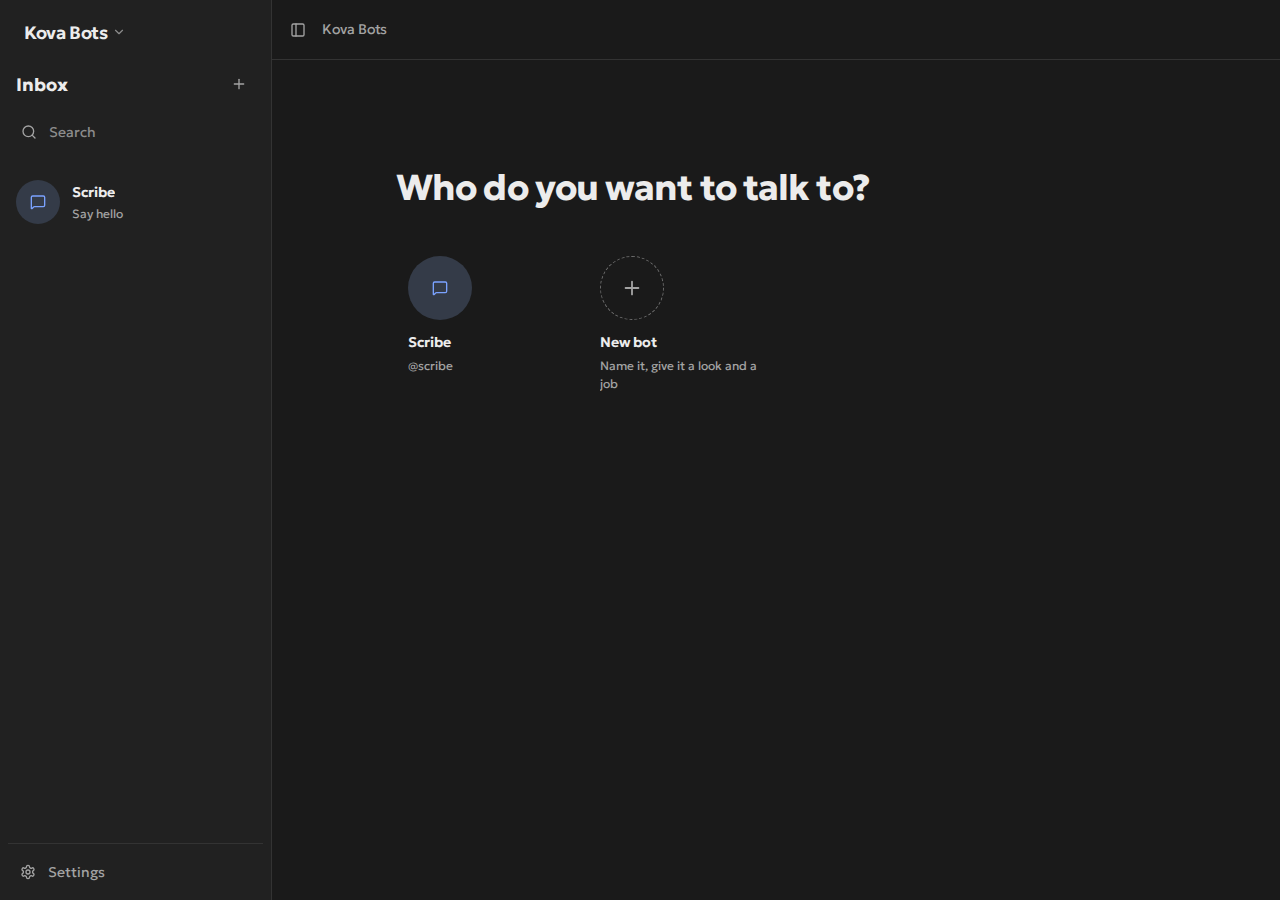 Kova Bots
Kova Bots
Inbox
Search
Scribe
Say hello
Who do you want to talk to?
Scribe
@scribe
New bot
Name it, give it a look and a
job
Settings